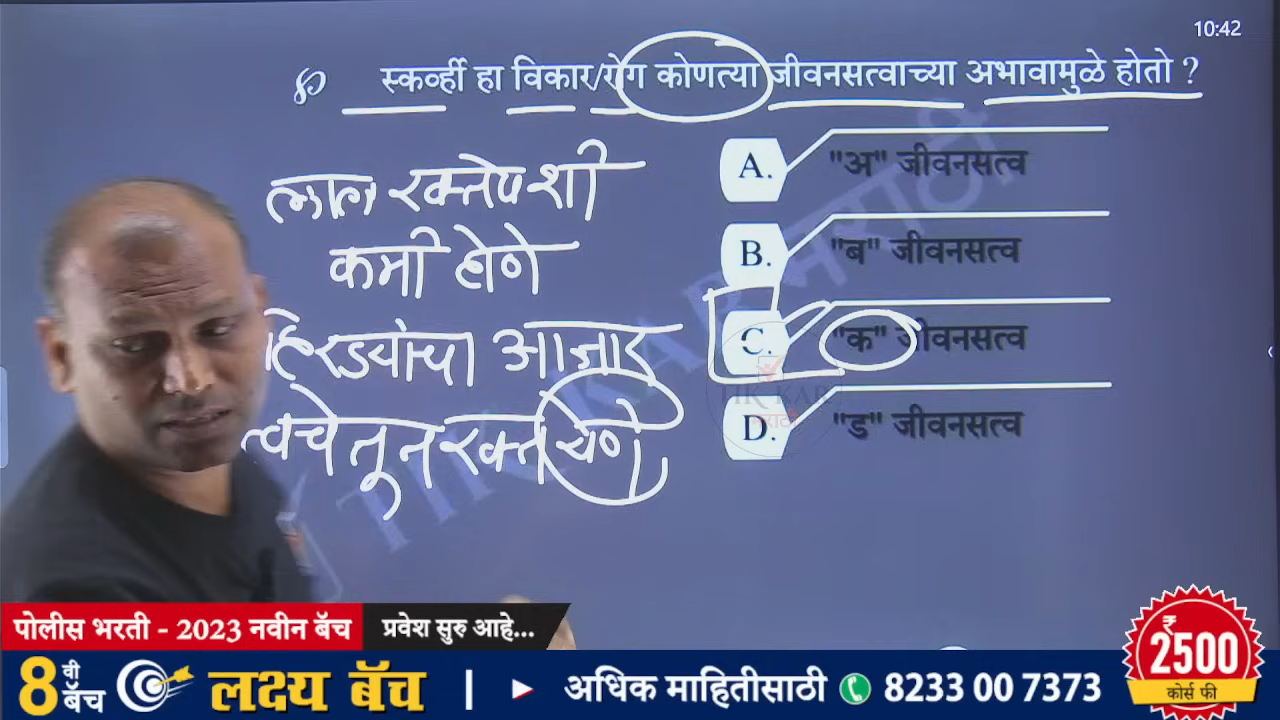 10:42
स्कर्व्ही हा विकार/रोग कोणत्या जीवनसत्वाच्या अभावामुळे होतो ?
लाल रक्तपेशी
कमी होणे
हिरड्यांचा आजार
त्वचेतून रक्त येणे
A. "अ" जीवनसत्व
B. "ब" जीवनसत्व
C. "क" जीवनसत्व
D. "ड" जीवनसत्व
पोलीस भरती - 2023 नवीन बॅच
प्रवेश सुरु आहे...
₹ 2500
कोर्स फी
8 वी बॅच लक्ष्य बॅच | अधिक माहितीसाठी 8233 00 7373